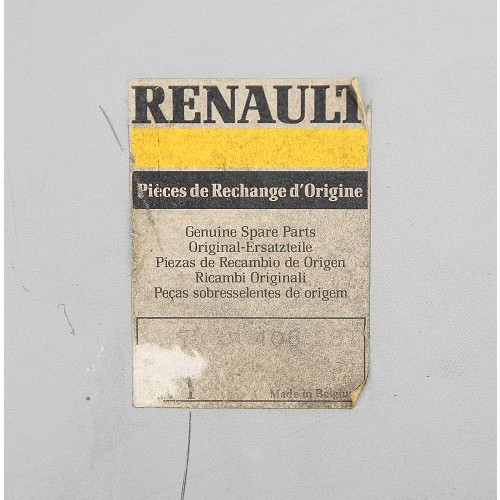 RENAULT
Pièces de Rechange d'Origine
Genuine Spare Parts
Original-Ersatzteile
Piezas de Recambio de Origen
Ricambi Originali
Peças sobresselentes de origem
406
Made in Belgium